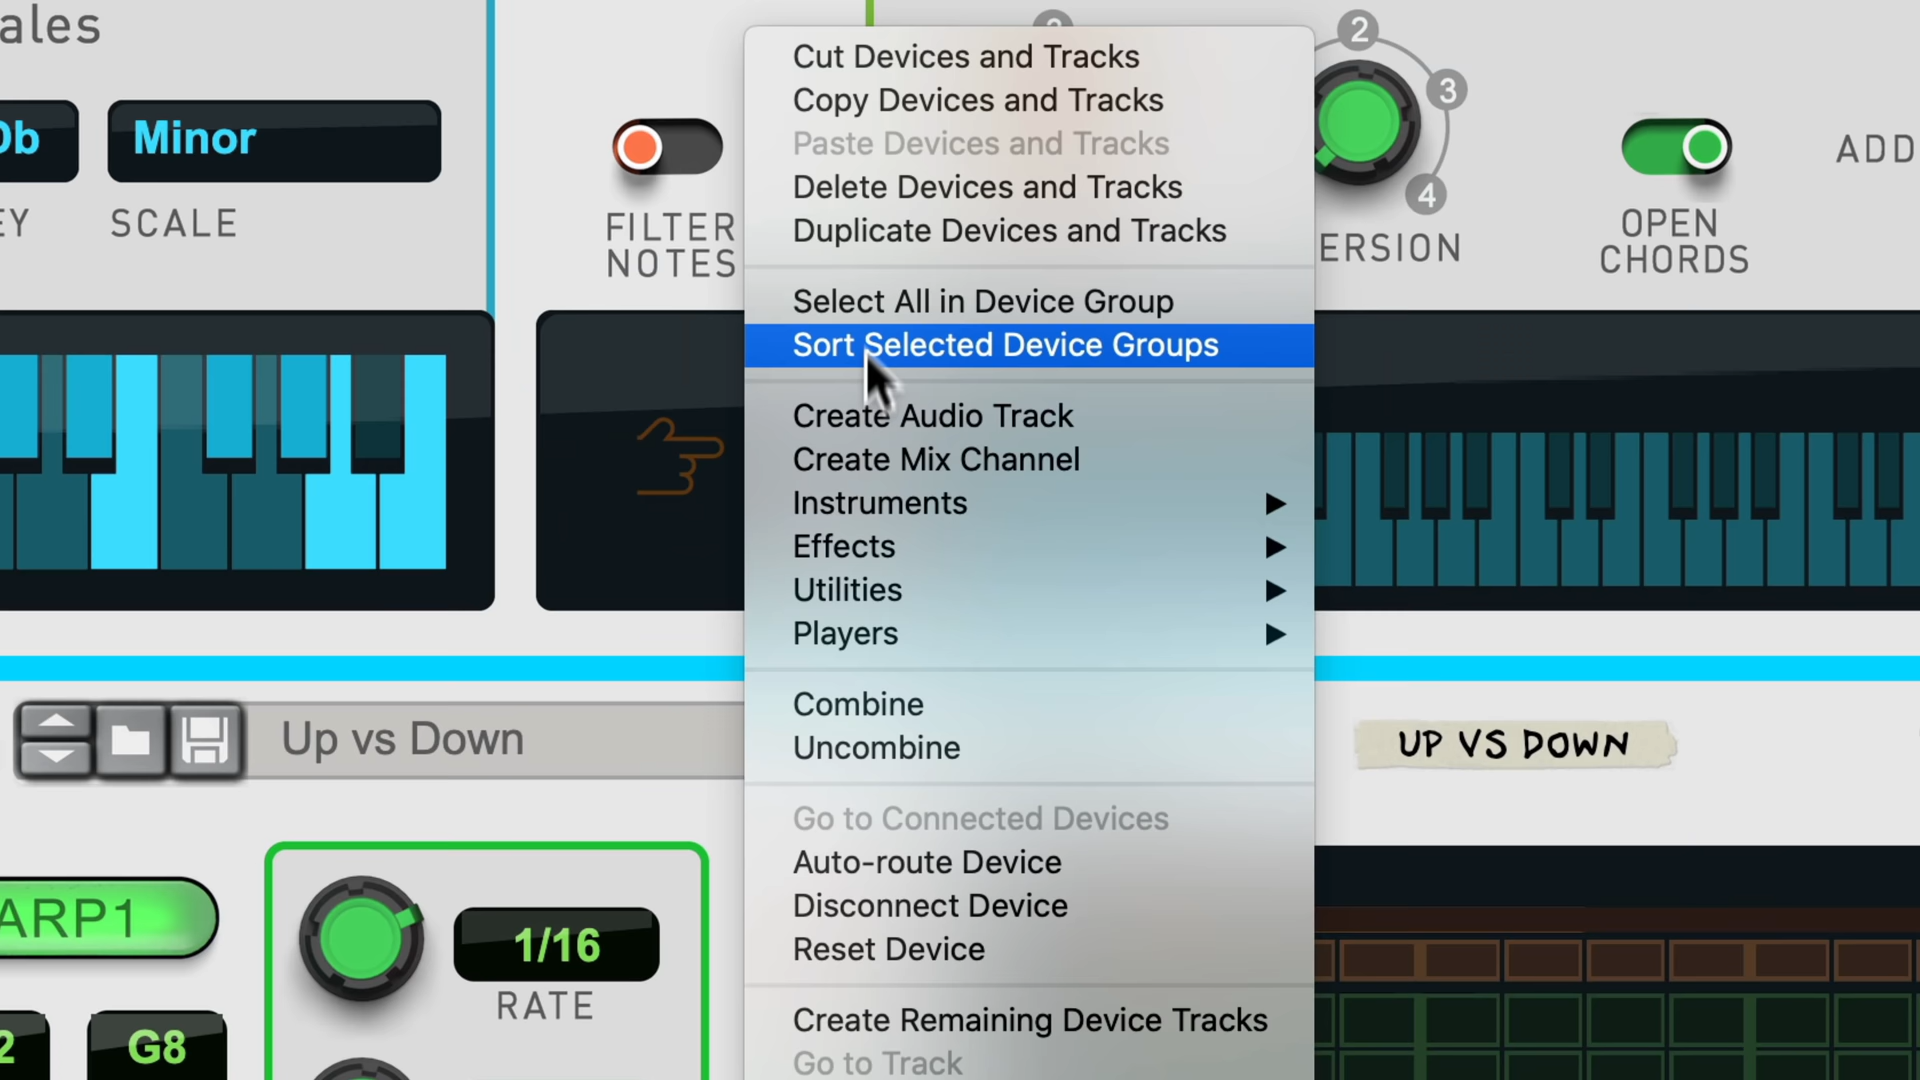 ales
Db
Minor
EY
SCALE
FILTER
NOTES
Cut Devices and Tracks
Copy Devices and Tracks
Paste Devices and Tracks
Delete Devices and Tracks
Duplicate Devices and Tracks
Select All in Device Group
Sort Selected Device Groups
Create Audio Track
Create Mix Channel
Instruments
Effects
Utilities
Players
Combine
Uncombine
Go to Connected Devices
Auto-route Device
Disconnect Device
Reset Device
Create Remaining Device Tracks
Go to Track
2
3
4
ERSION
OPEN
CHORDS
ADD
Up vs Down
UP VS DOWN
ARP1
1/16
RATE
2
G8